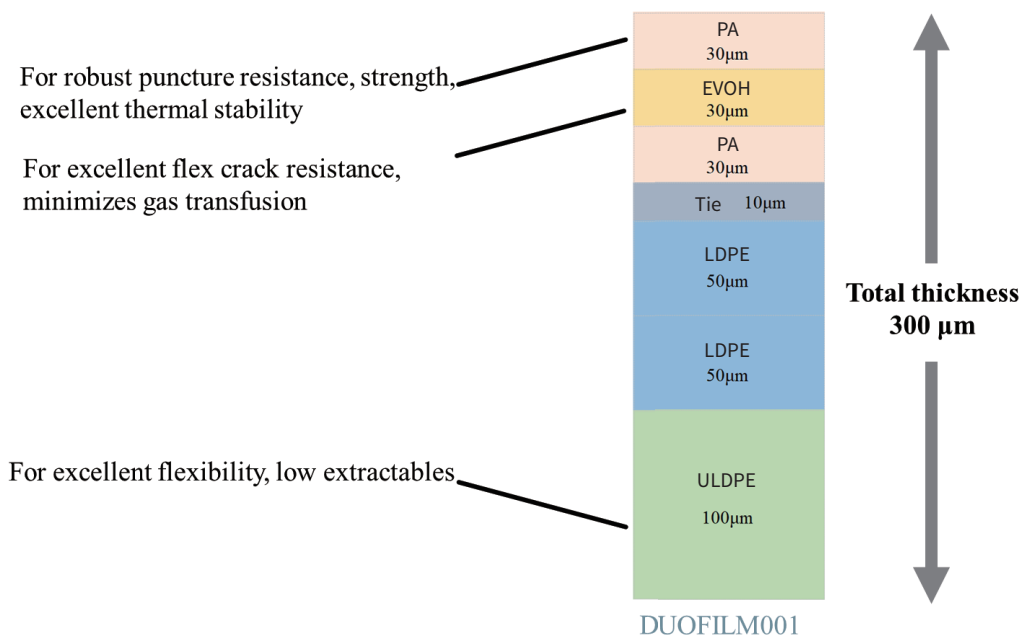 For robust puncture resistance, strength,
excellent thermal stability
For excellent flex crack resistance,
minimizes gas transfusion
For excellent flexibility, low extractables
PA
30μm
EVOH
30μm
PA
30μm
Tie 10μm
LDPE
50μm
LDPE
50μm
ULDPE
100μm
DUOFILM001
Total thickness
300 μm